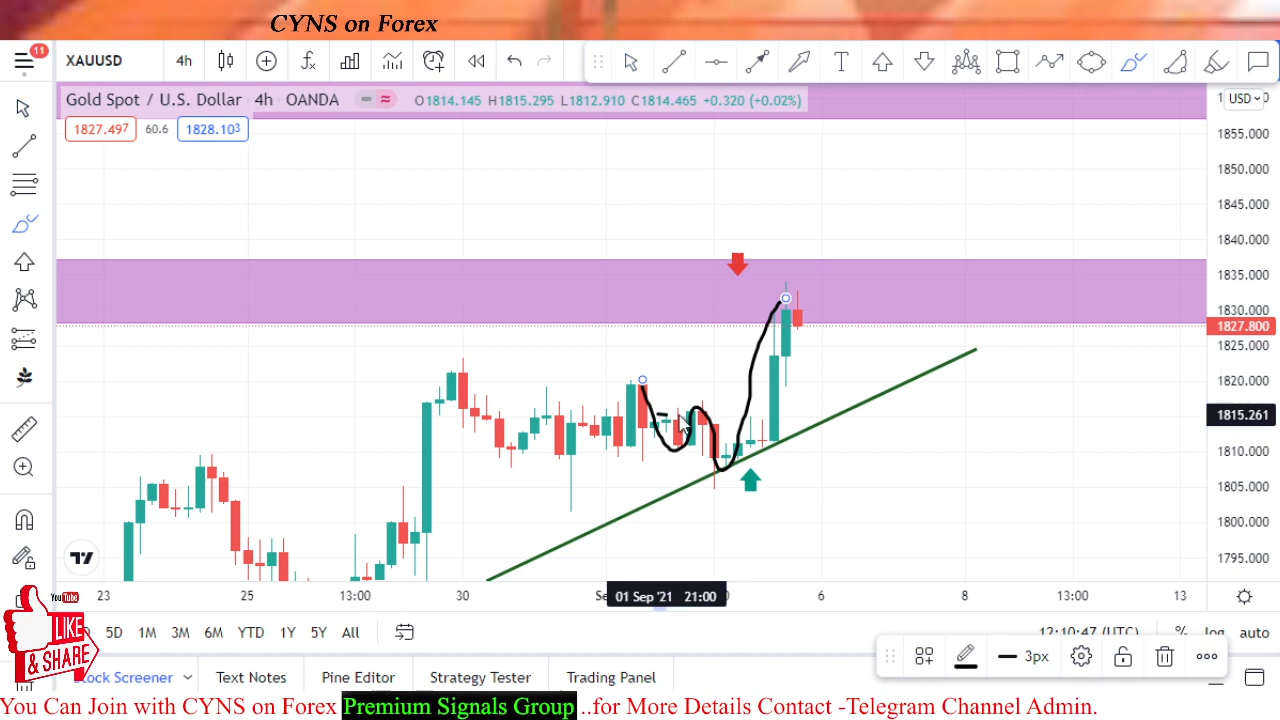 CYNS on Forex
11
XAUUSD 4h
Gold Spot / U.S. Dollar 4h OANDA O1814.145 H1815.295 L1812.910 C1814.465 +0.320 (+0.02%)
USD
1827.497 60.6 1828.103
1855.000
1850.000
1845.000
1840.000
1835.000
1830.000
1827.800
1825.000
1820.000
1815.261
1810.000
1805.000
1800.000
1795.000
23 25 13:00 30 01 Sep '21 21:00 6 8 13:00 13
YouTube
LIKE
& SHARE
5D 1M 3M 6M YTD 1Y 5Y All 12:10:47 (UTC) % log auto
3px
Stock Screener Text Notes Pine Editor Strategy Tester Trading Panel
You Can Join with CYNS on Forex Premium Signals Group ..for More Details Contact -Telegram Channel Admin.